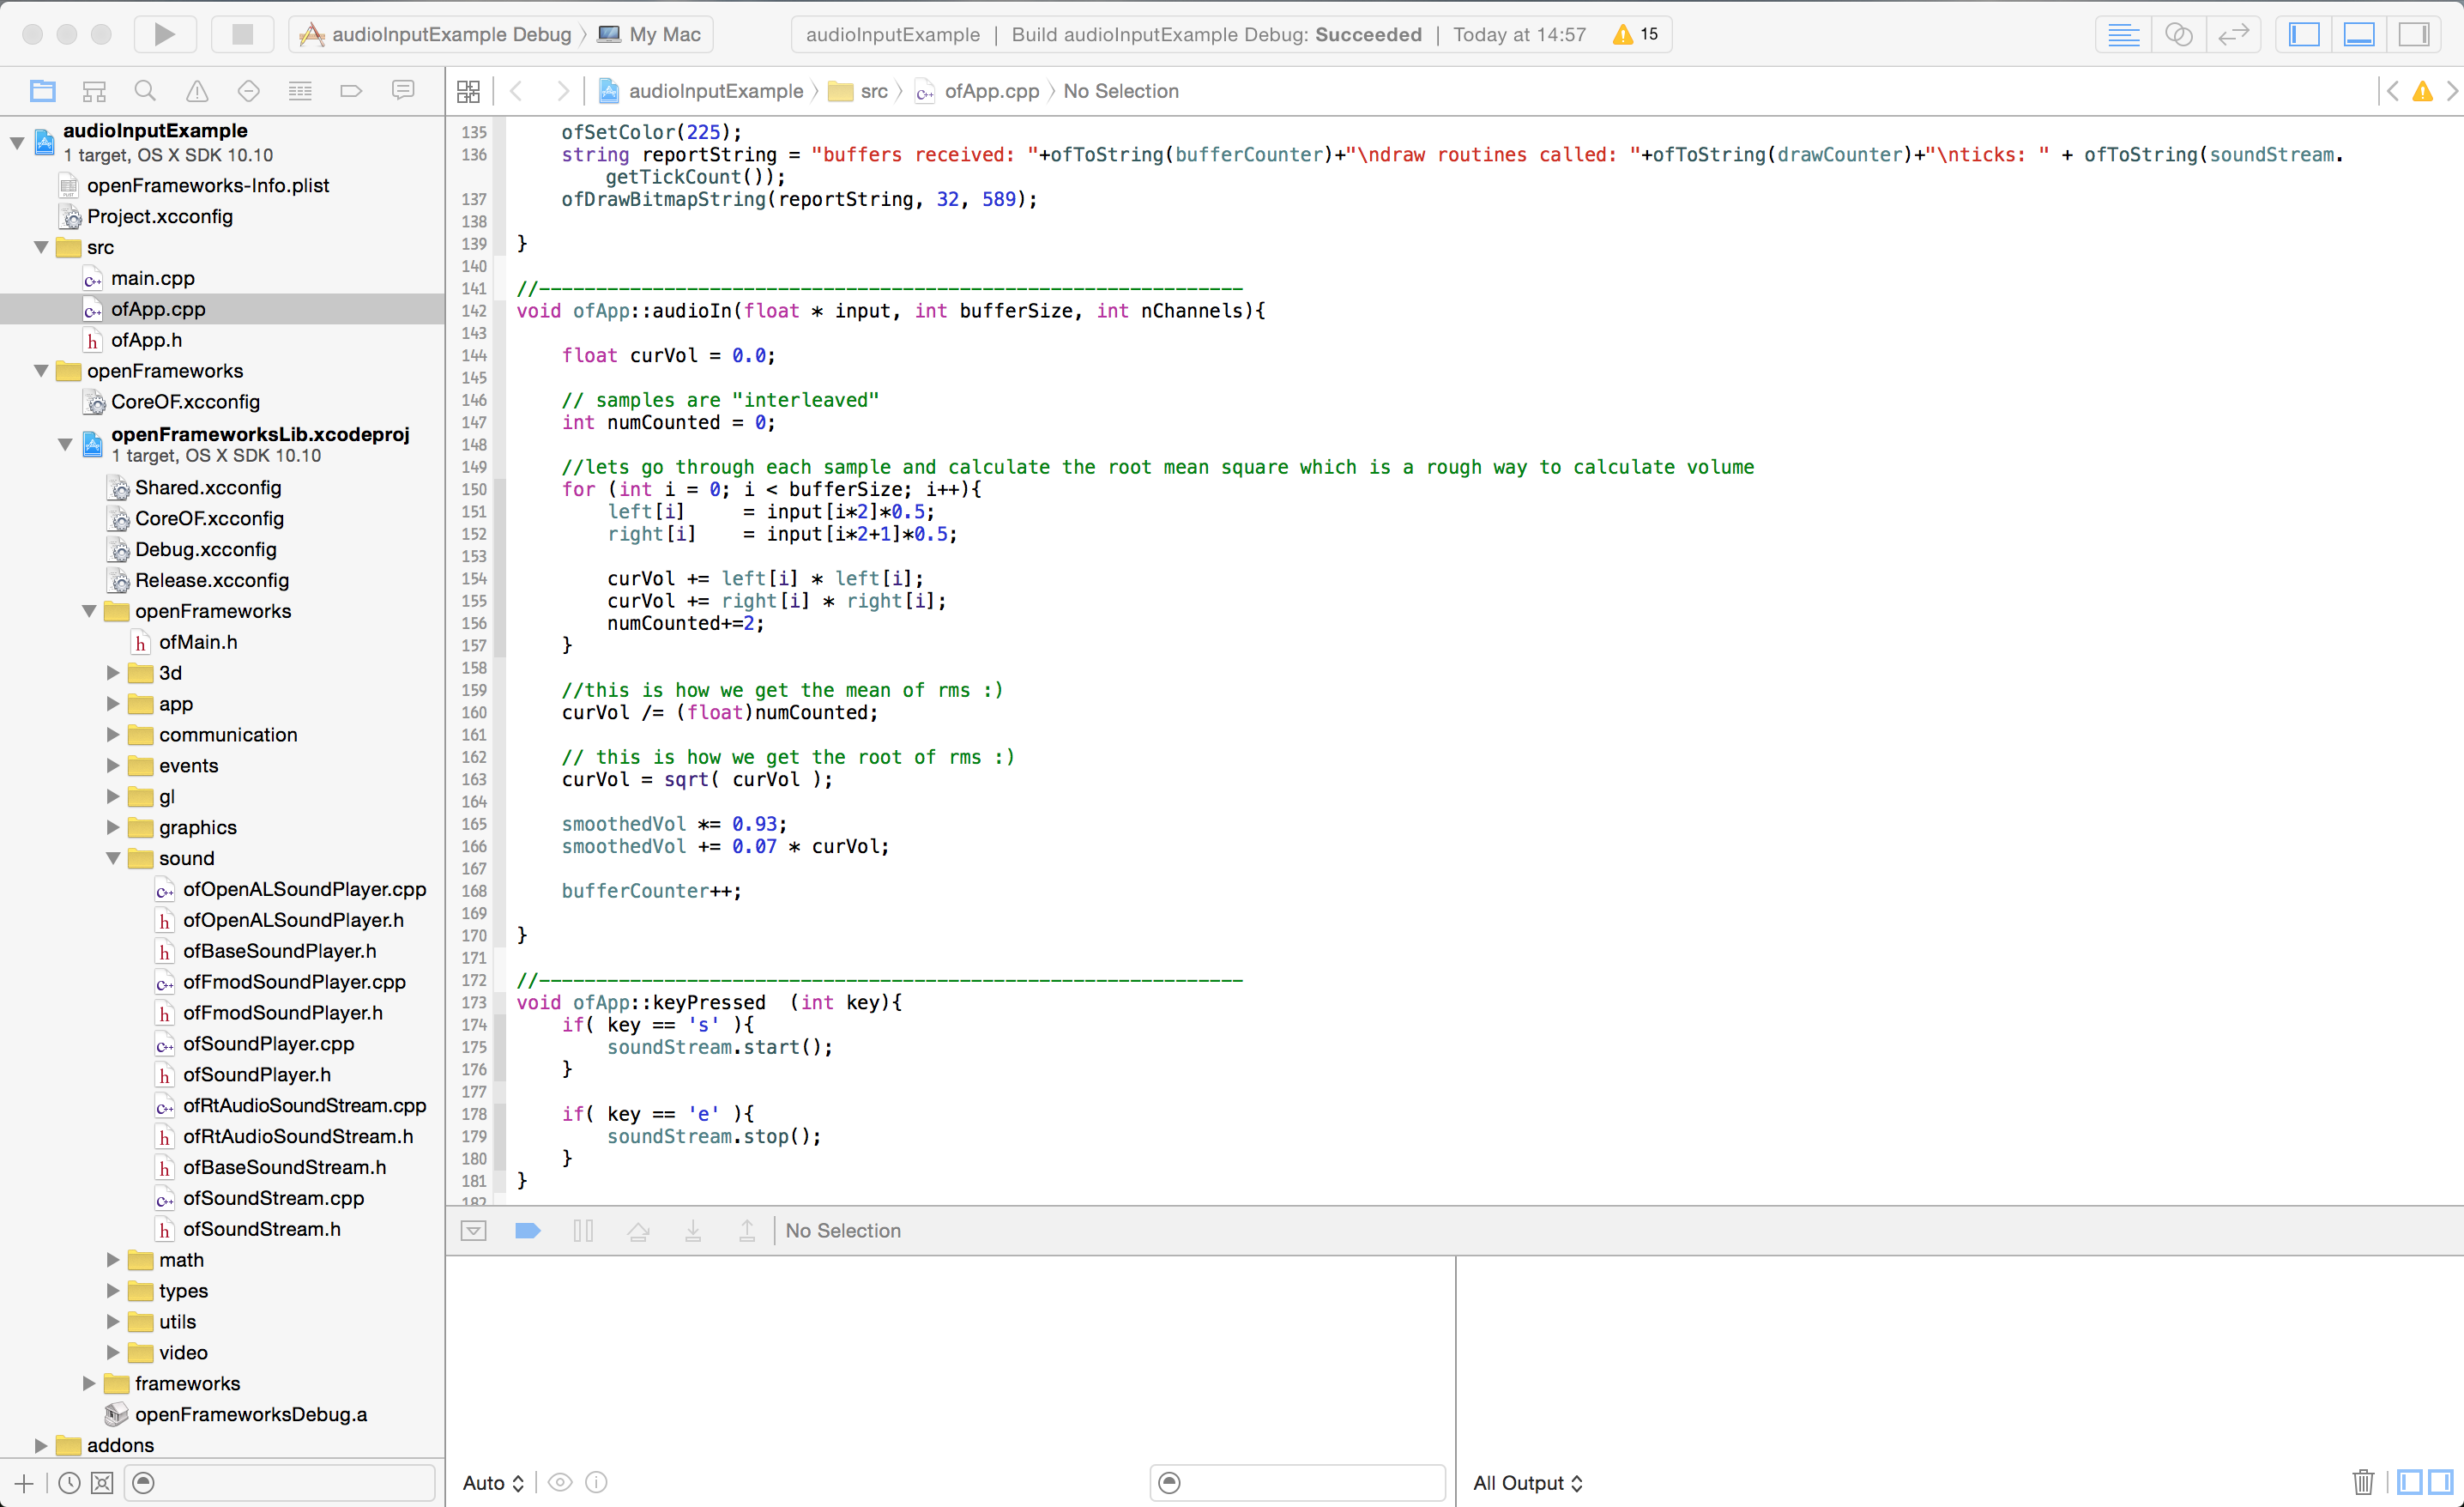 audioInputExample Debug 〉 My Mac
audioInputExample | Build audioInputExample Debug: Succeeded | Today at 14:57 15
audioInputExample 〉 src 〉 ofApp.cpp 〉 No Selection
audioInputExample
1 target, OS X SDK 10.10
openFrameworks-Info.plist
Project.xcconfig
src
main.cpp
ofApp.cpp
ofApp.h
openFrameworks
CoreOF.xcconfig
openFrameworksLib.xcodeproj
1 target, OS X SDK 10.10
Shared.xcconfig
CoreOF.xcconfig
Debug.xcconfig
Release.xcconfig
openFrameworks
ofMain.h
3d
app
communication
events
gl
graphics
sound
ofOpenALSoundPlayer.cpp
ofOpenALSoundPlayer.h
ofBaseSoundPlayer.h
ofFmodSoundPlayer.cpp
ofFmodSoundPlayer.h
ofSoundPlayer.cpp
ofSoundPlayer.h
ofRtAudioSoundStream.cpp
ofRtAudioSoundStream.h
ofBaseSoundStream.h
ofSoundStream.cpp
ofSoundStream.h
math
types
utils
video
frameworks
openFrameworksDebug.a
addons
135     ofSetColor(225);
136     string reportString = "buffers received: "+ofToString(bufferCounter)+"\ndraw routines called: "+ofToString(drawCounter)+"\nticks: " + ofToString(soundStream.
        getTickCount());
137     ofDrawBitmapString(reportString, 32, 589);
138
139 }
140
141 //--------------------------------------------------------------
142 void ofApp::audioIn(float * input, int bufferSize, int nChannels){
143
144     float curVol = 0.0;
145
146     // samples are "interleaved"
147     int numCounted = 0;
148
149     //lets go through each sample and calculate the root mean square which is a rough way to calculate volume
150     for (int i = 0; i < bufferSize; i++){
151         left[i]     = input[i*2]*0.5;
152         right[i]    = input[i*2+1]*0.5;
153
154         curVol += left[i] * left[i];
155         curVol += right[i] * right[i];
156         numCounted+=2;
157     }
158
159     //this is how we get the mean of rms :)
160     curVol /= (float)numCounted;
161
162     // this is how we get the root of rms :)
163     curVol = sqrt( curVol );
164
165     smoothedVol *= 0.93;
166     smoothedVol += 0.07 * curVol;
167
168     bufferCounter++;
169
170 }
171
172 //--------------------------------------------------------------
173 void ofApp::keyPressed  (int key){
174     if( key == 's' ){
175         soundStream.start();
176     }
177
178     if( key == 'e' ){
179         soundStream.stop();
180     }
181 }
182
No Selection
Auto
All Output